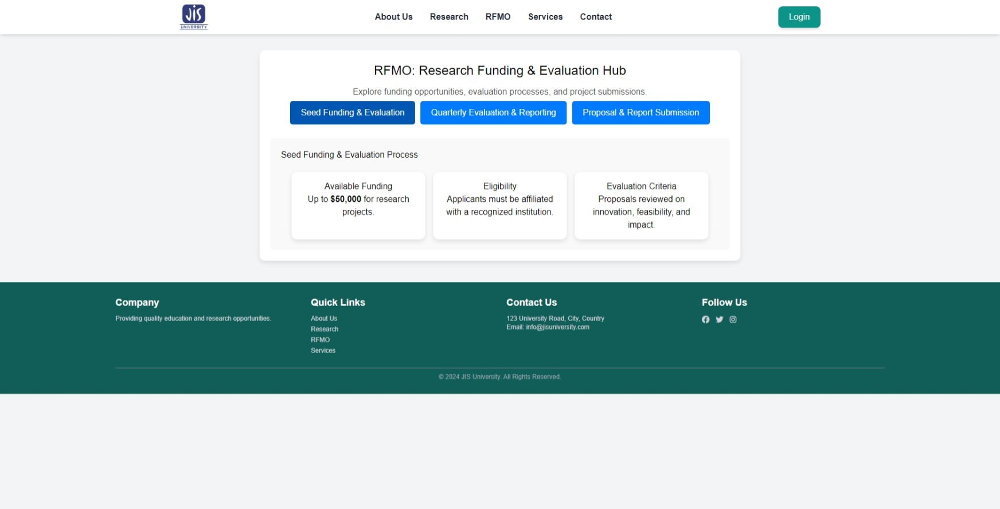 JIS
UNIVERSITY
About Us Research RFMO Services Contact
Login
RFMO: Research Funding & Evaluation Hub
Explore funding opportunities, evaluation processes, and project submissions.
Seed Funding & Evaluation Quarterly Evaluation & Reporting Proposal & Report Submission
Seed Funding & Evaluation Process
Available Funding
Up to $50,000 for research
projects.
Eligibility
Applicants must be affiliated
with a recognized institution.
Evaluation Criteria
Proposals reviewed on
innovation, feasibility, and
impact.
Company
Providing quality education and research opportunities.
Quick Links
About Us
Research
RFMO
Services
Contact Us
123 University Road, City, Country
Email: info@jisuniversity.com
Follow Us
© 2024 JIS University. All Rights Reserved.